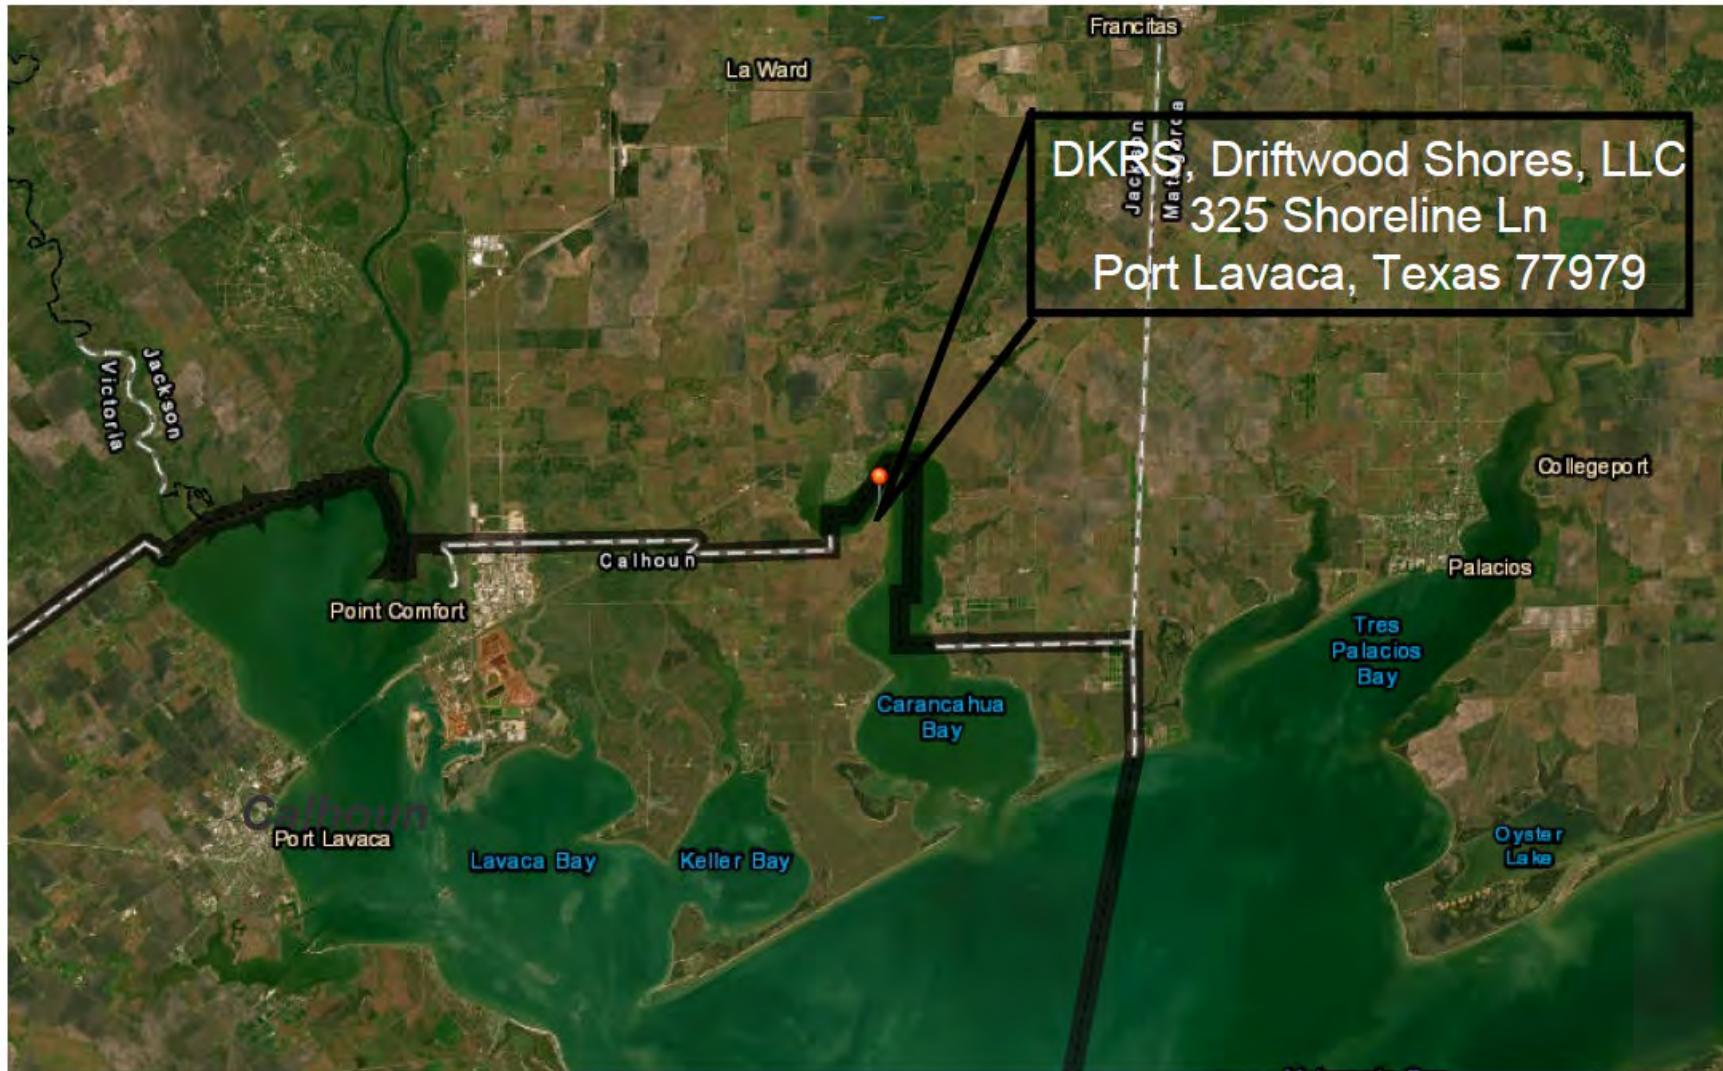 Francitas
La Ward
Jackson
Matagorda
DKRS, Driftwood Shores, LLC
325 Shoreline Ln
Port Lavaca, Texas 77979
Jackson
Victoria
Collegeport
Calhoun
Palacios
Point Comfort
Tres
Palacios
Bay
Carancahua
Bay
Calhoun
Port Lavaca
Lavaca Bay
Keller Bay
Oyster
Lake